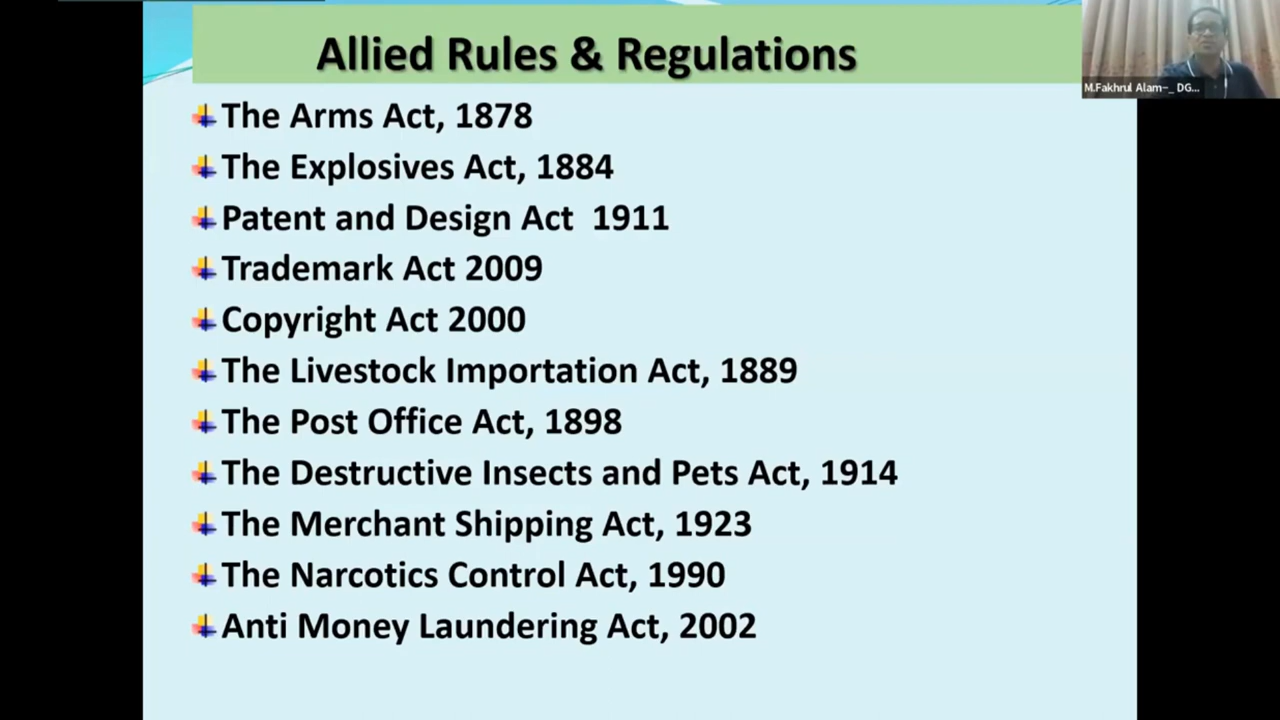 Allied Rules & Regulations
M.Fakhrul Alam-_ DG...
The Arms Act, 1878
The Explosives Act, 1884
Patent and Design Act 1911
Trademark Act 2009
Copyright Act 2000
The Livestock Importation Act, 1889
The Post Office Act, 1898
The Destructive Insects and Pets Act, 1914
The Merchant Shipping Act, 1923
The Narcotics Control Act, 1990
Anti Money Laundering Act, 2002